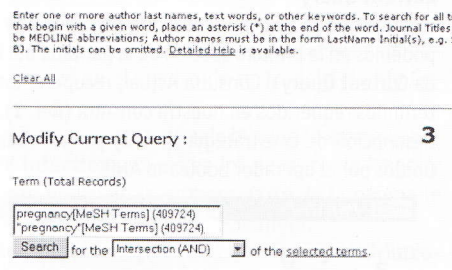 Enter one or more author last names, text words, or other keywords. To search for all t
that begin with a given word, place an asterisk (*) at the end of the word. Journal Titles
be MEDLINE abbreviations; Author names must be in the form LastName Initial(s), e.g.
BJ. The initials can be omitted. Detailed Help is available.
Clear All
Modify Current Query :
3
Term (Total Records)
pregnancy[MeSH Terms] (409724)
"pregnancy"[MeSH Terms] (409724)
Search for the Intersection (AND) of the selected terms.